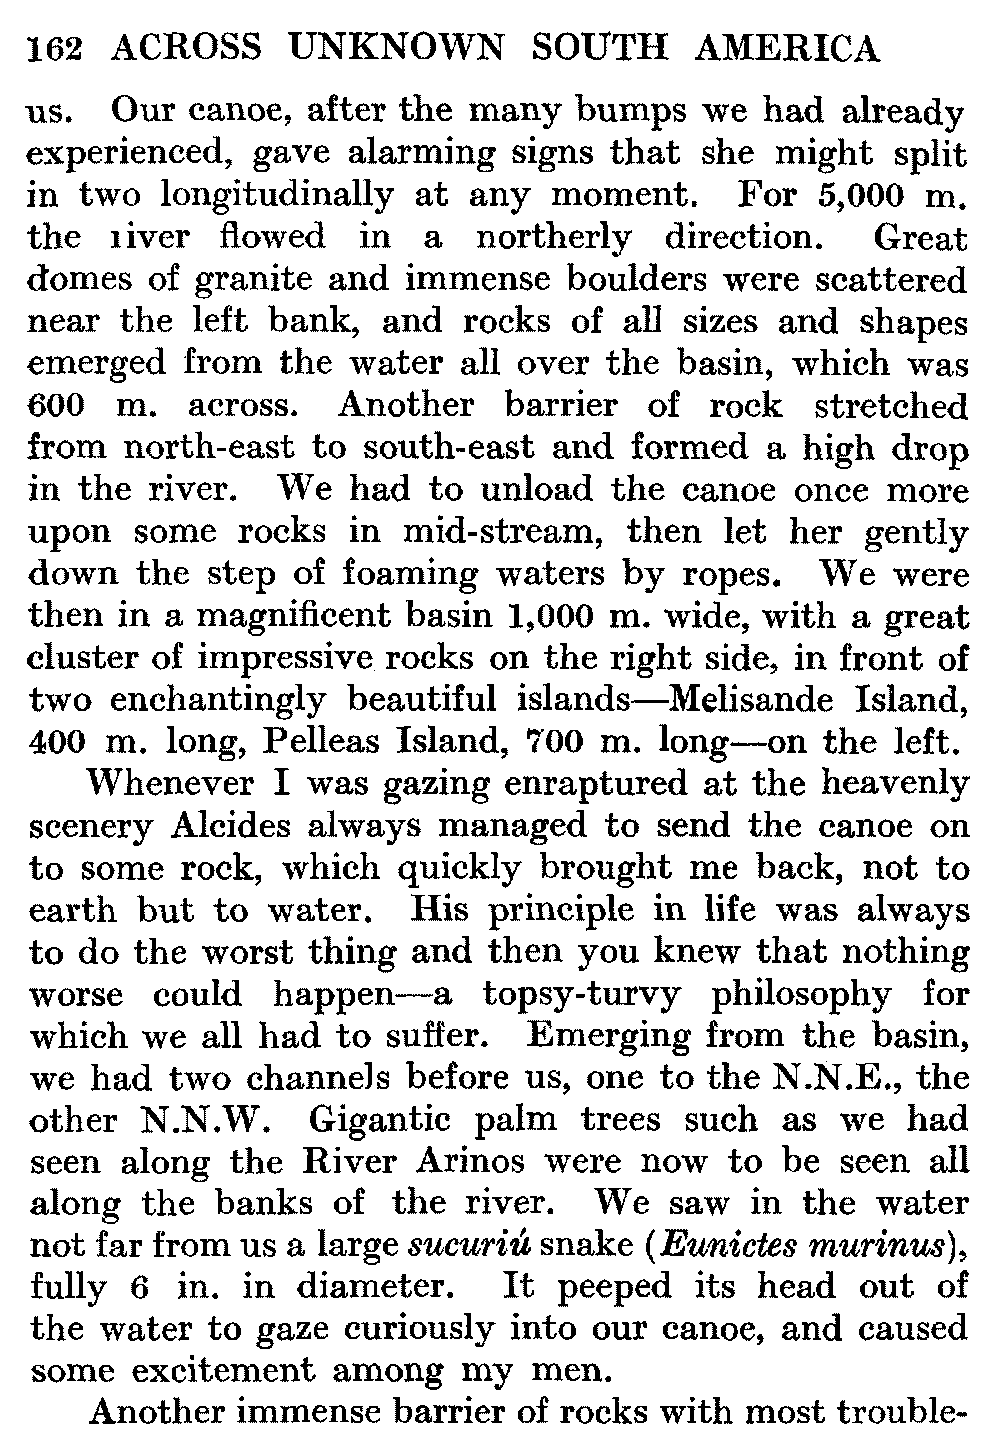 162 ACROSS UNKNOWN SOUTH AMERICA
us. Our canoe, after the many bumps we had already
experienced, gave alarming signs that she might split
in two longitudinally at any moment. For 5,000 m.
the river flowed in a northerly direction. Great
domes of granite and immense boulders were scattered
near the left bank, and rocks of all sizes and shapes
emerged from the water all over the basin, which was
600 m. across. Another barrier of rock stretched
from north-east to south-east and formed a high drop
in the river. We had to unload the canoe once more
upon some rocks in mid-stream, then let her gently
down the step of foaming waters by ropes. We were
then in a magnificent basin 1,000 m. wide, with a great
cluster of impressive rocks on the right side, in front of
two enchantingly beautiful islands—Melisande Island,
400 m. long, Pelleas Island, 700 m. long—on the left.
Whenever I was gazing enraptured at the heavenly
scenery Alcides always managed to send the canoe on
to some rock, which quickly brought me back, not to
earth but to water. His principle in life was always
to do the worst thing and then you knew that nothing
worse could happen—a topsy-turvy philosophy for
which we all had to suffer. Emerging from the basin,
we had two channels before us, one to the N.N.E., the
other N.N.W. Gigantic palm trees such as we had
seen along the River Arinos were now to be seen all
along the banks of the river. We saw in the water
not far from us a large sucuriú snake (Eunictes murinus),
fully 6 in. in diameter. It peeped its head out of
the water to gaze curiously into our canoe, and caused
some excitement among my men.
Another immense barrier of rocks with most trouble-